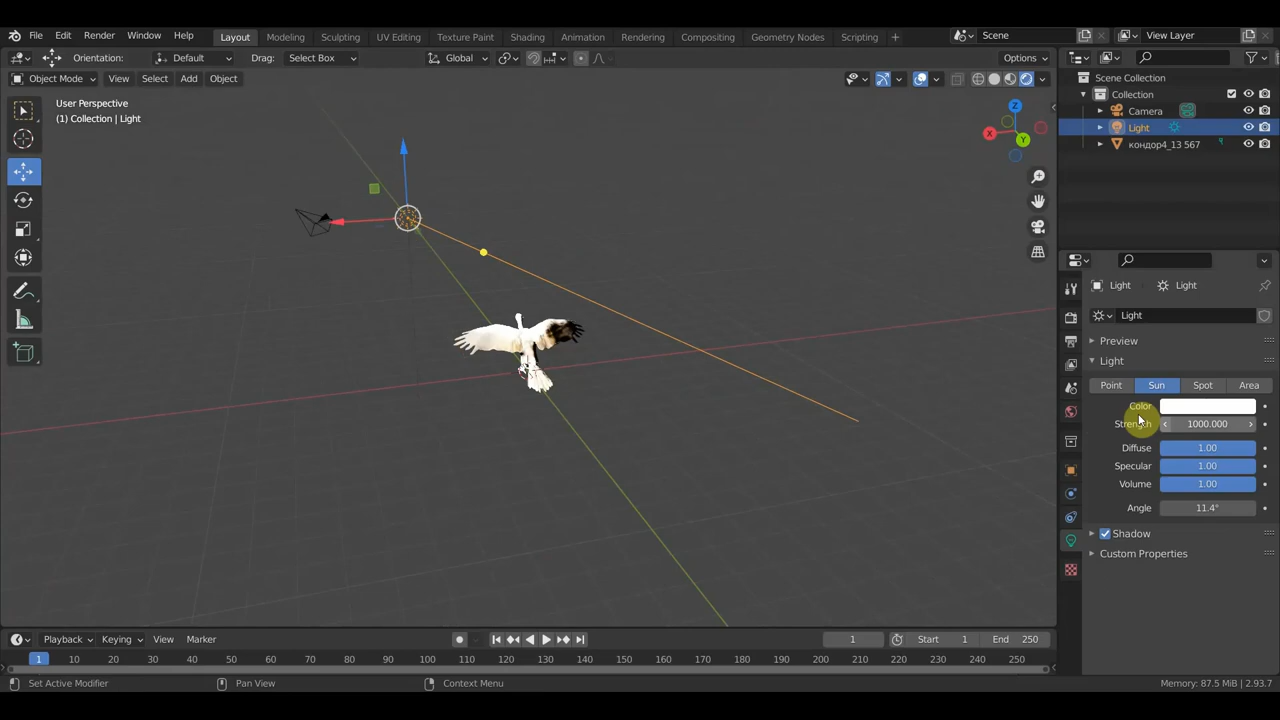 File Edit Render Window Help Layout Modeling Sculpting UV Editing Texture Paint Shading Animation Rendering Compositing Geometry Nodes Scripting + Scene View Layer
Orientation: Default Drag: Select Box Global Options
Object Mode View Select Add Object
User Perspective
(1) Collection | Light
Z
X
Y
Scene Collection
Collection
Camera
Light
кондор4_13 567
Light Light
Light
Preview
Light
Point Sun Spot Area
Color
Strength 1000.000
Diffuse 1.00
Specular 1.00
Volume 1.00
Angle 11.4°
Shadow
Custom Properties
Playback Keying View Marker 1 Start 1 End 250
1 10 20 30 40 50 60 70 80 90 100 110 120 130 140 150 160 170 180 190 200 210 220 230 240 250
Set Active Modifier Pan View Context Menu Memory: 87.5 MiB | 2.93.7